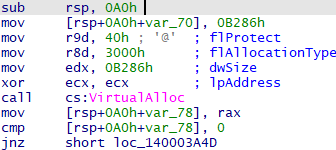 sub rsp, 0A0h
mov [rsp+0A0h+var_70], 0B286h
mov r9d, 40h ; '@' ; flProtect
mov r8d, 3000h ; flAllocationType
mov edx, 0B286h ; dwSize
xor ecx, ecx ; lpAddress
call cs:VirtualAlloc
mov [rsp+0A0h+var_78], rax
cmp [rsp+0A0h+var_78], 0
jnz short loc_140003A4D